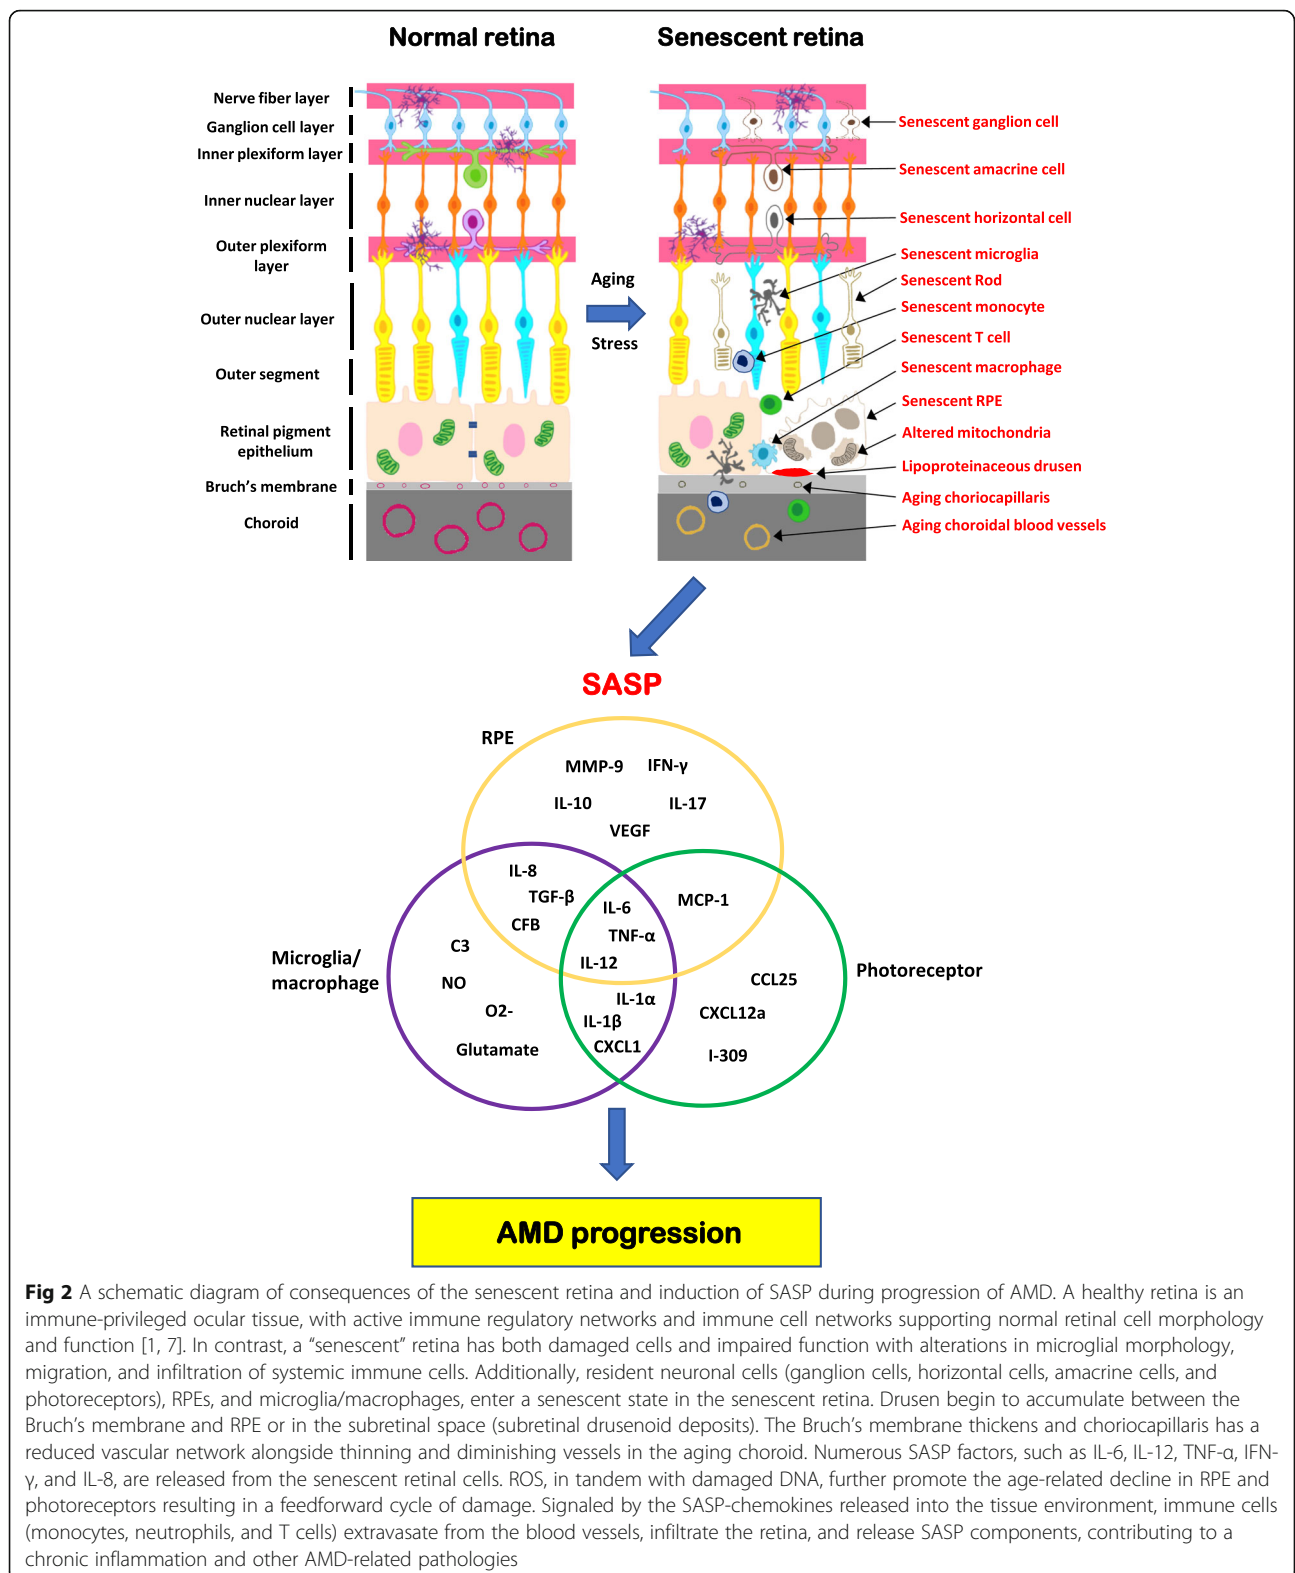 Normal retina
Senescent retina
Nerve fiber layer
Ganglion cell layer
Inner plexiform layer
Inner nuclear layer
Outer plexiform
layer
Outer nuclear layer
Outer segment
Retinal pigment
epithelium
Bruch's membrane
Choroid
Aging
Stress
Senescent ganglion cell
Senescent amacrine cell
Senescent horizontal cell
Senescent microglia
Senescent Rod
Senescent monocyte
Senescent T cell
Senescent macrophage
Senescent RPE
Altered mitochondria
Lipoproteinaceous drusen
Aging choriocapillaris
Aging choroidal blood vessels
SASP
RPE
MMP-9
IFN-γ
IL-10
IL-17
VEGF
IL-8
TGF-β
CFB
IL-6
TNF-α
IL-12
MCP-1
Microglia/
macrophage
C3
NO
O2-
Glutamate
IL-1α
IL-1β
CXCL1
Photoreceptor
CCL25
CXCL12a
I-309
AMD progression
Fig 2 A schematic diagram of consequences of the senescent retina and induction of SASP during progression of AMD. A healthy retina is an
immune-privileged ocular tissue, with active immune regulatory networks and immune cell networks supporting normal retinal cell morphology
and function [1, 7]. In contrast, a “senescent” retina has both damaged cells and impaired function with alterations in microglial morphology,
migration, and infiltration of systemic immune cells. Additionally, resident neuronal cells (ganglion cells, horizontal cells, amacrine cells, and
photoreceptors), RPEs, and microglia/macrophages, enter a senescent state in the senescent retina. Drusen begin to accumulate between the
Bruch's membrane and RPE or in the subretinal space (subretinal drusenoid deposits). The Bruch's membrane thickens and choriocapillaris has a
reduced vascular network alongside thinning and diminishing vessels in the aging choroid. Numerous SASP factors, such as IL-6, IL-12, TNF-α, IFN-
γ, and IL-8, are released from the senescent retinal cells. ROS, in tandem with damaged DNA, further promote the age-related decline in RPE and
photoreceptors resulting in a feedforward cycle of damage. Signaled by the SASP-chemokines released into the tissue environment, immune cells
(monocytes, neutrophils, and T cells) extravasate from the blood vessels, infiltrate the retina, and release SASP components, contributing to a
chronic inflammation and other AMD-related pathologies